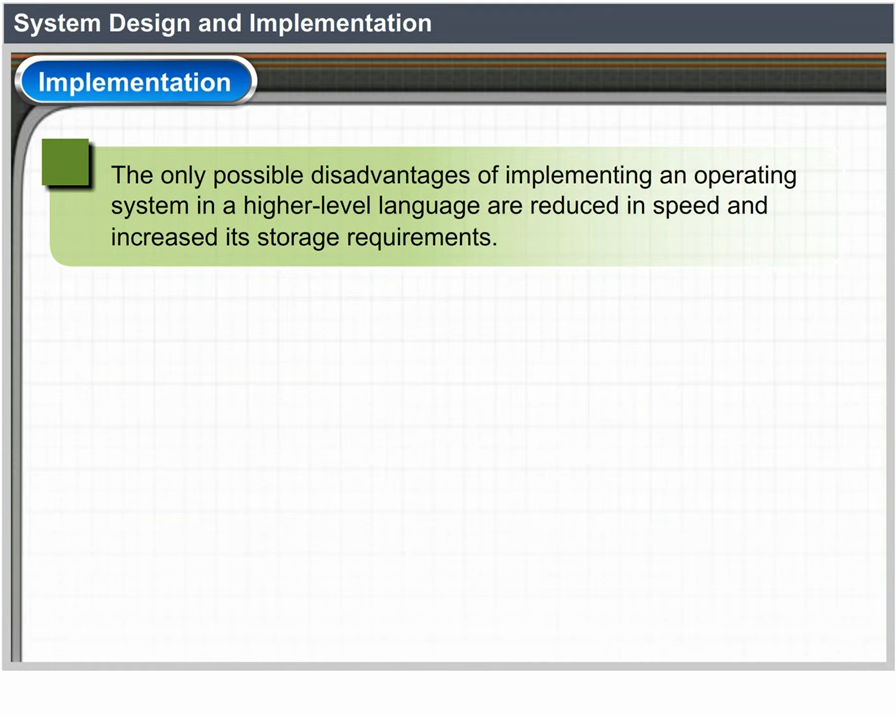 System Design and Implementation
Implementation
The only possible disadvantages of implementing an operating
system in a higher-level language are reduced in speed and
increased its storage requirements.